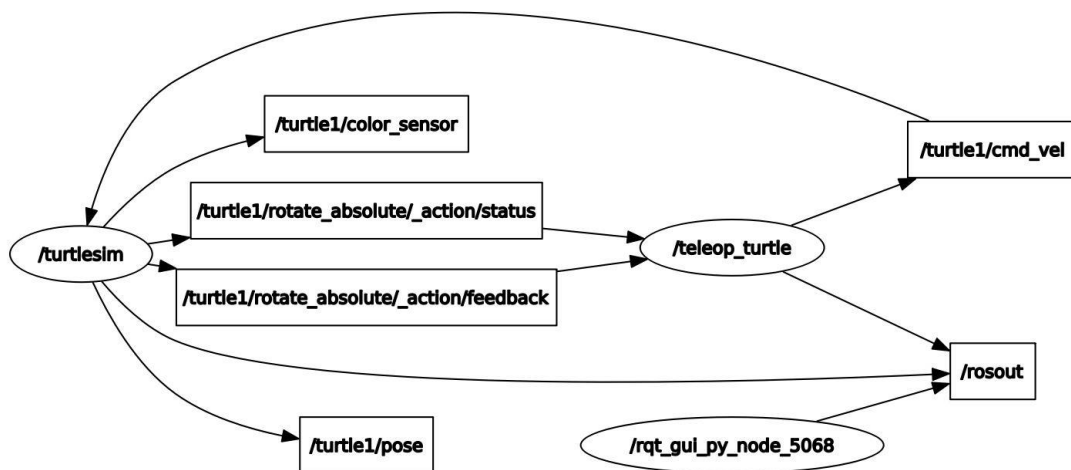 /turtle1/color_sensor
/turtle1/cmd_vel
/turtle1/rotate_absolute/_action/status
/turtlesim
/teleop_turtle
/turtle1/rotate_absolute/_action/feedback
/rosout
/turtle1/pose
/rqt_gui_py_node_5068